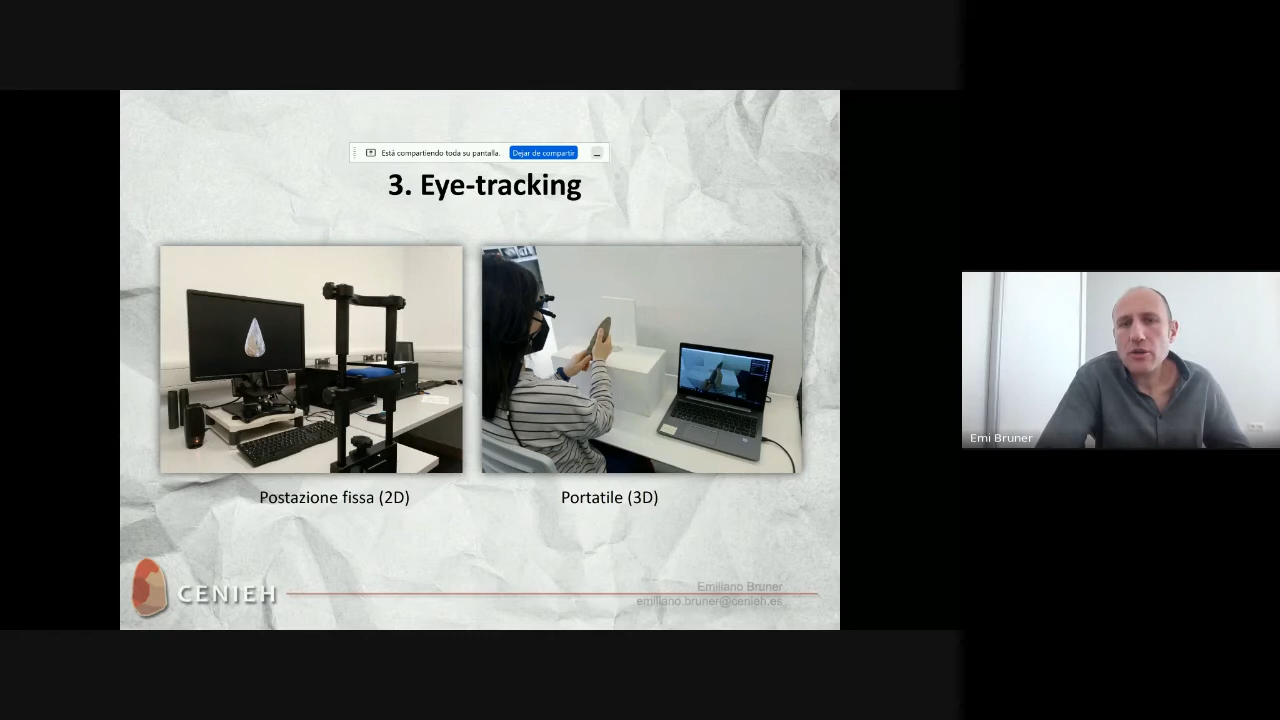 Está compartiendo toda su pantalla. Dejar de compartir
3. Eye-tracking
Postazione fissa (2D)
Portatile (3D)
CENIEH
Emiliano Bruner
emiliano.bruner@cenieh.es
Emi Bruner